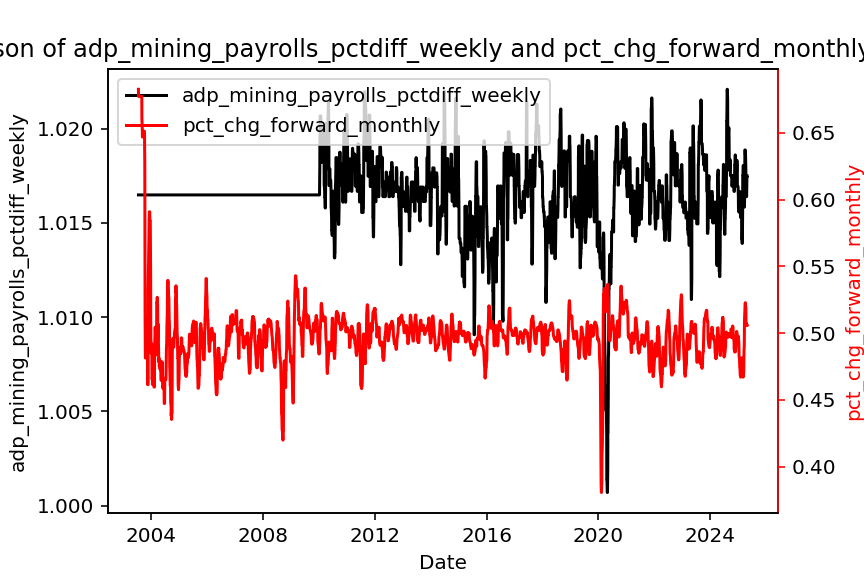 son of adp_mining_payrolls_pctdiff_weekly and pct_chg_forward_monthly
adp_mining_payrolls_pctdiff_weekly
pct_chg_forward_monthly
1.020
1.015
1.010
1.005
1.000
adp_mining_payrolls_pctdiff_weekly
0.65
0.60
0.55
0.50
0.45
0.40
pct_chg_forward_monthly
2004
2008
2012
2016
2020
2024
Date